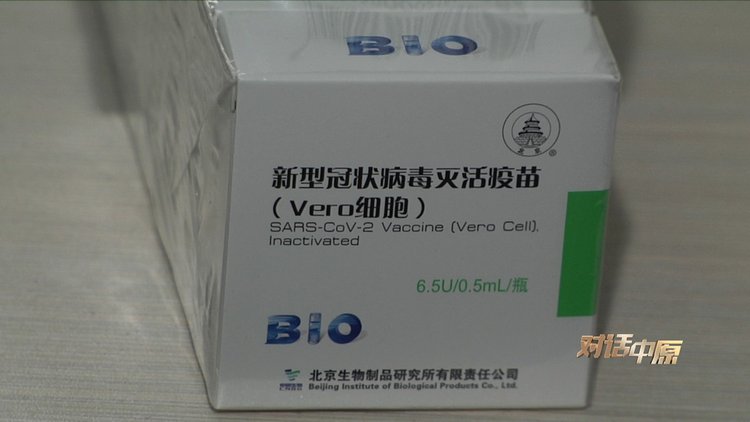 BIO
新型冠状病毒灭活疫苗
（Vero细胞）
SARS-CoV-2 Vaccine (Vero Cell),
Inactivated
6.5U/0.5mL/瓶
BIO
对话中原
北京生物制品研究所有限责任公司
Beijing Institute of Biological Products Co., Ltd.